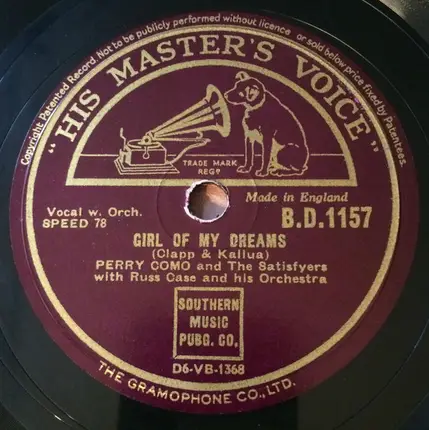 Copyright Patented Record. Not to be publicly performed without licence or sold below price fixed by Patentees.
"HIS MASTER'S VOICE"
TRADE MARK
REGD
Vocal w. Orch.
SPEED 78
Made in England
B.D.1157
GIRL OF MY DREAMS
(Clapp & Kallua)
PERRY COMO and The Satisfyers
with Russ Case and his Orchestra
SOUTHERN
MUSIC
PUBG. CO.
D6-VB-1368
THE GRAMOPHONE CO., LTD.